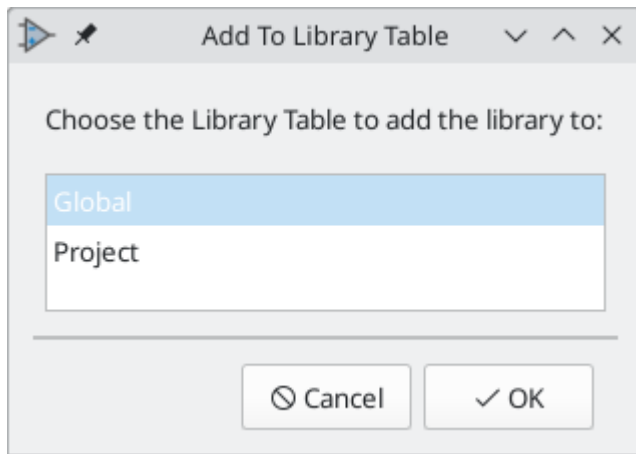 Add To Library Table
Choose the Library Table to add the library to:
Global
Project
Cancel
OK